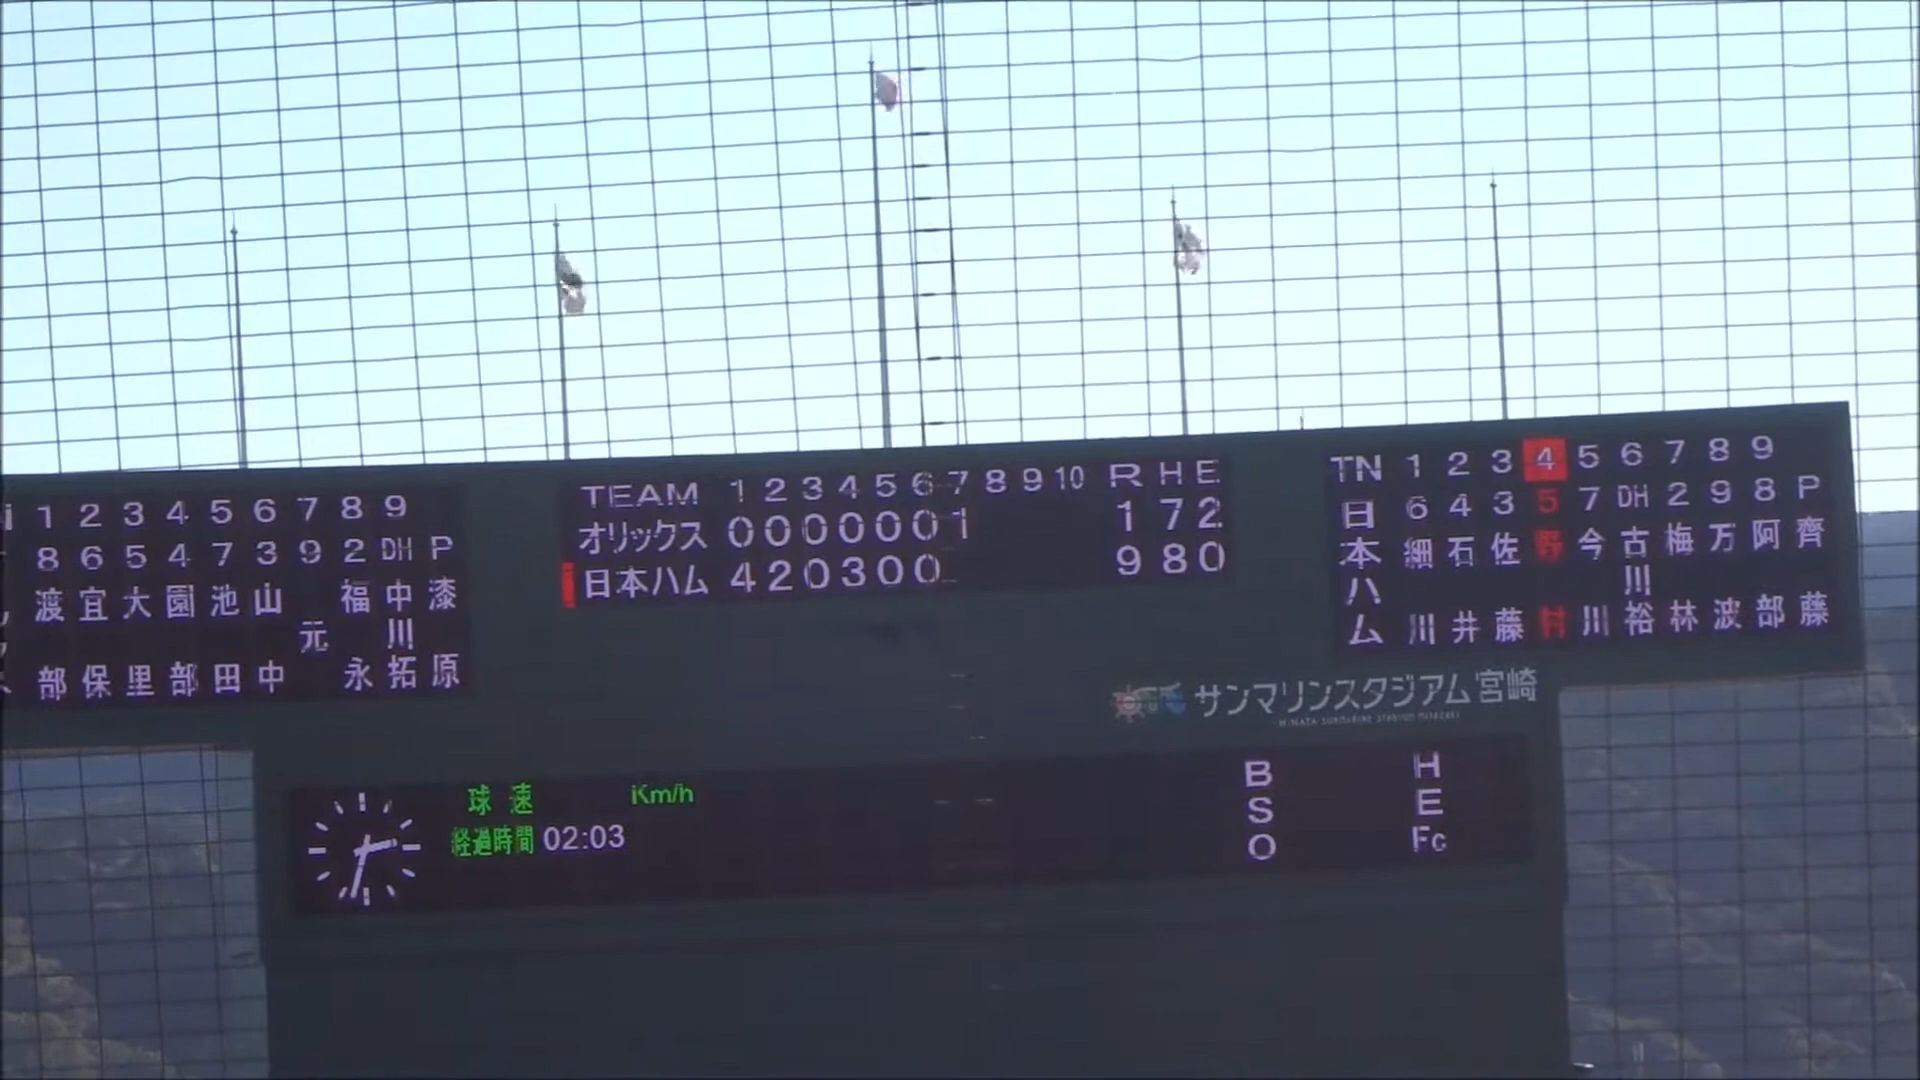 1 2 3 4 5 6 7 8 9
8 6 5 4 7 3 9 2 DH P
渡部 宜保 大里 園部 池田 山中 元 福永 中川拓 漆原
TEAM 1 2 3 4 5 6 7 8 9 10 R H E
オリックス 0 0 0 0 0 0 1 1 7 2
日本ハム 4 2 0 3 0 0 9 8 0
TN 1 2 3 4 5 6 7 8 9
日本ハム 6 4 3 5 7 DH 2 9 8 P
細川 石井 佐藤 野村 今川 古川裕 梅林 万波 阿部 齊藤
サンマリンスタジアム宮崎
HINATA SUNMARINE STADIUM MIYAZAKI
球速 Km/h
経過時間 02:03
B H
S E
O Fc